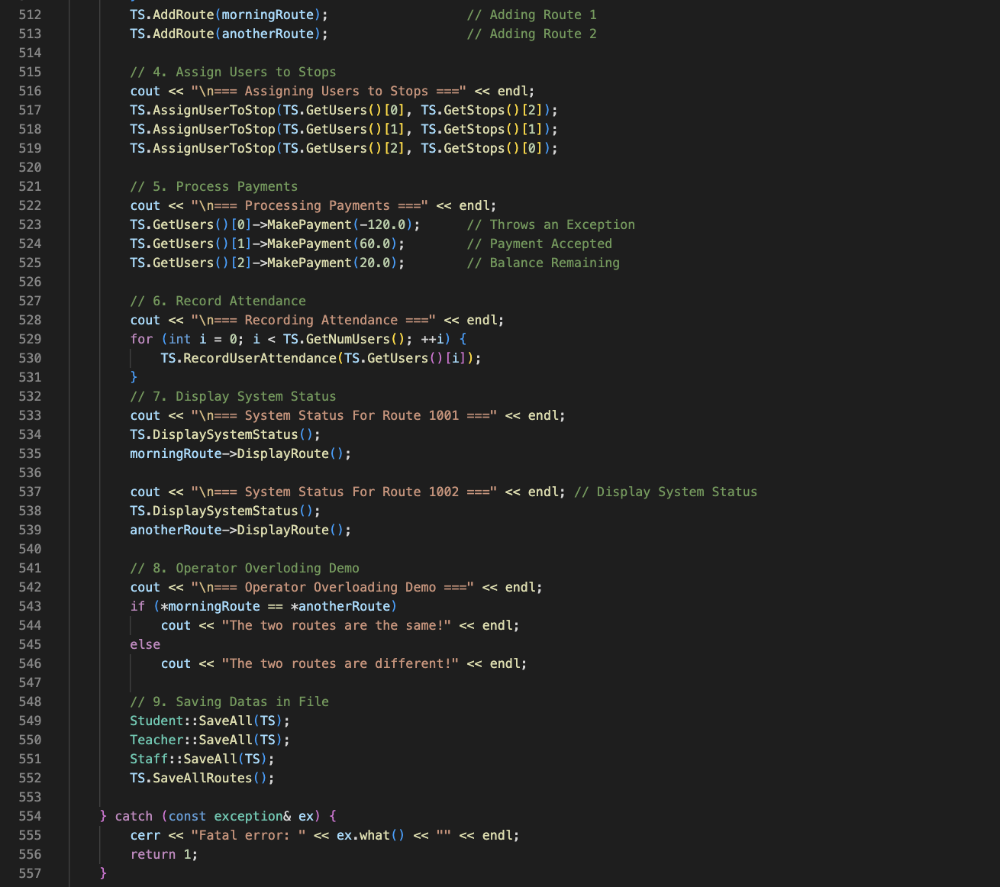 512 TS.AddRoute(morningRoute); // Adding Route 1
513 TS.AddRoute(anotherRoute); // Adding Route 2
514
515 // 4. Assign Users to Stops
516 cout << "\n=== Assigning Users to Stops ===" << endl;
517 TS.AssignUserToStop(TS.GetUsers()[0], TS.GetStops()[2]);
518 TS.AssignUserToStop(TS.GetUsers()[1], TS.GetStops()[1]);
519 TS.AssignUserToStop(TS.GetUsers()[2], TS.GetStops()[0]);
520
521 // 5. Process Payments
522 cout << "\n=== Processing Payments ===" << endl;
523 TS.GetUsers()[0]->MakePayment(-120.0); // Throws an Exception
524 TS.GetUsers()[1]->MakePayment(60.0); // Payment Accepted
525 TS.GetUsers()[2]->MakePayment(20.0); // Balance Remaining
526
527 // 6. Record Attendance
528 cout << "\n=== Recording Attendance ===" << endl;
529 for (int i = 0; i < TS.GetNumUsers(); ++i) {
530 TS.RecordUserAttendance(TS.GetUsers()[i]);
531 }
532 // 7. Display System Status
533 cout << "\n=== System Status For Route 1001 ===" << endl;
534 TS.DisplaySystemStatus();
535 morningRoute->DisplayRoute();
536
537 cout << "\n=== System Status For Route 1002 ===" << endl; // Display System Status
538 TS.DisplaySystemStatus();
539 anotherRoute->DisplayRoute();
540
541 // 8. Operator Overloding Demo
542 cout << "\n=== Operator Overloading Demo ===" << endl;
543 if (*morningRoute == *anotherRoute)
544 cout << "The two routes are the same!" << endl;
545 else
546 cout << "The two routes are different!" << endl;
547
548 // 9. Saving Datas in File
549 Student::SaveAll(TS);
550 Teacher::SaveAll(TS);
551 Staff::SaveAll(TS);
552 TS.SaveAllRoutes();
553
554 } catch (const exception& ex) {
555 cerr << "Fatal error: " << ex.what() << "" << endl;
556 return 1;
557 }